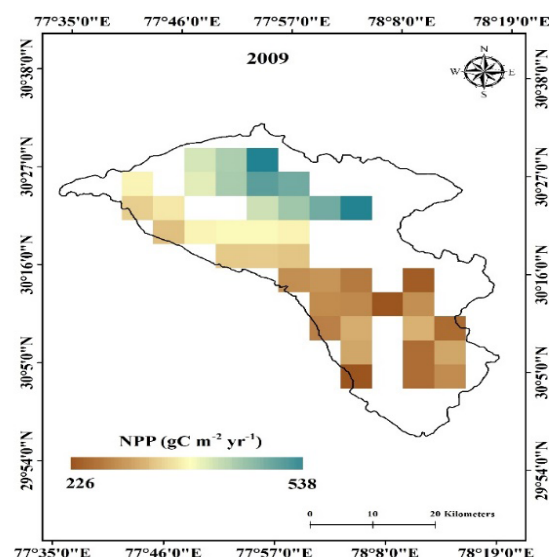 77°35'0"E 77°46'0"E 77°57'0"E 78°8'0"E 78°19'0"E
2009
N
W E
S
30°38'0"N 30°38'0"N
30°27'0"N 30°27'0"N
30°16'0"N 30°16'0"N
30°5'0"N 30°5'0"N
29°54'0"N 29°54'0"N
NPP (gC m⁻² yr⁻¹)
226 538
0 10 20 Kilometers
77°35'0"E 77°46'0"E 77°57'0"E 78°8'0"E 78°19'0"E